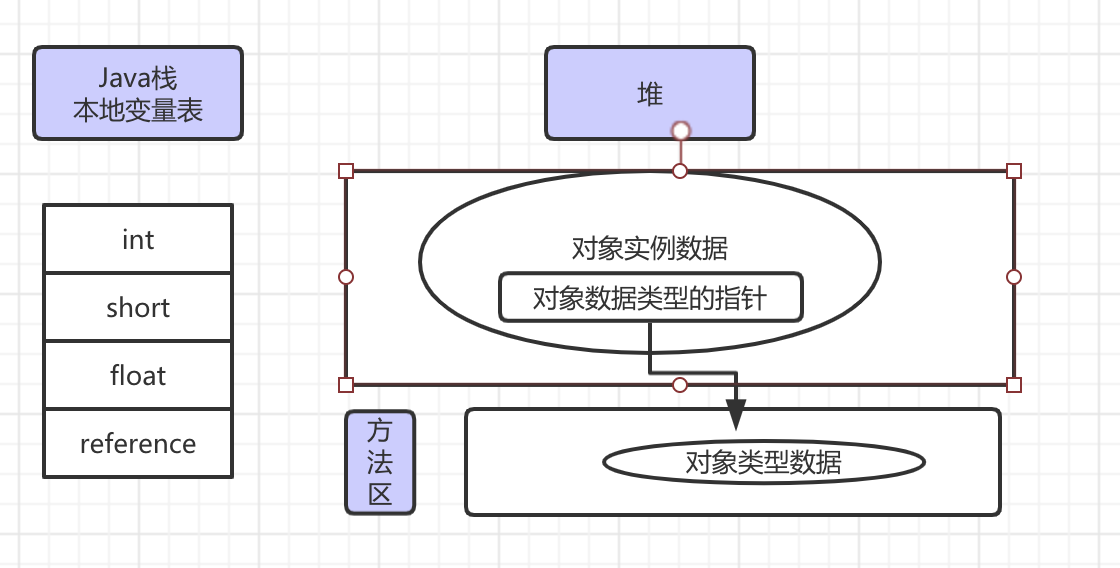 Java栈
本地变量表
堆
int
short
float
reference
对象实例数据
对象数据类型的指针
方
法
区
对象类型数据